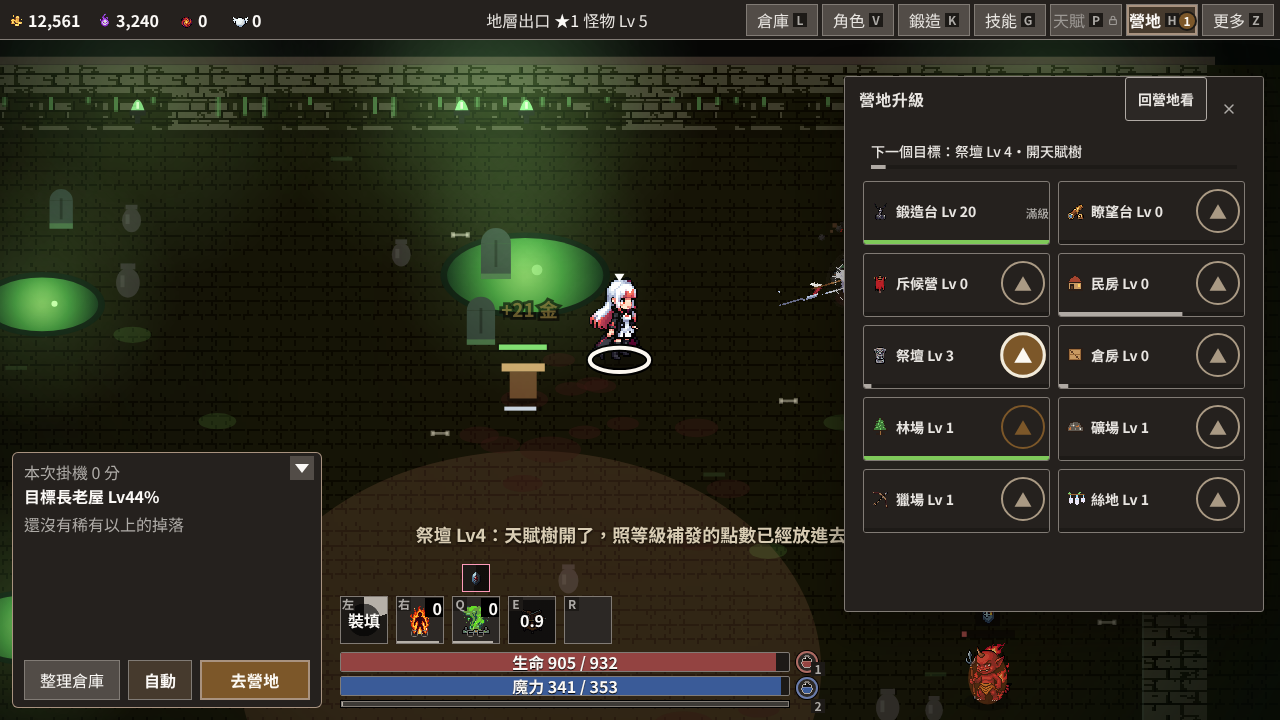 12,561 3,240 0 0
地層出口 ★1 怪物 Lv 5
倉庫 L 角色 V 鍛造 K 技能 G 天賦 P 營地 H 1 更多 Z
營地升級
回營地看 ×
下一個目標：祭壇 Lv 4・開天賦樹
鍛造台 Lv 20 滿級
瞭望台 Lv 0
斥候營 Lv 0
民房 Lv 0
祭壇 Lv 3
倉房 Lv 0
林場 Lv 1
礦場 Lv 1
獵場 Lv 1
絲地 Lv 1
+21 金
本次掛機 0 分
目標長老屋 Lv44%
還沒有稀有以上的掉落
整理倉庫 自動 去營地
祭壇 Lv4：天賦樹開了，照等級補發的點數已經放進去
左 裝填
右 0
Q 0
E 0.9
R
生命 905 / 932 1
魔力 341 / 353 2